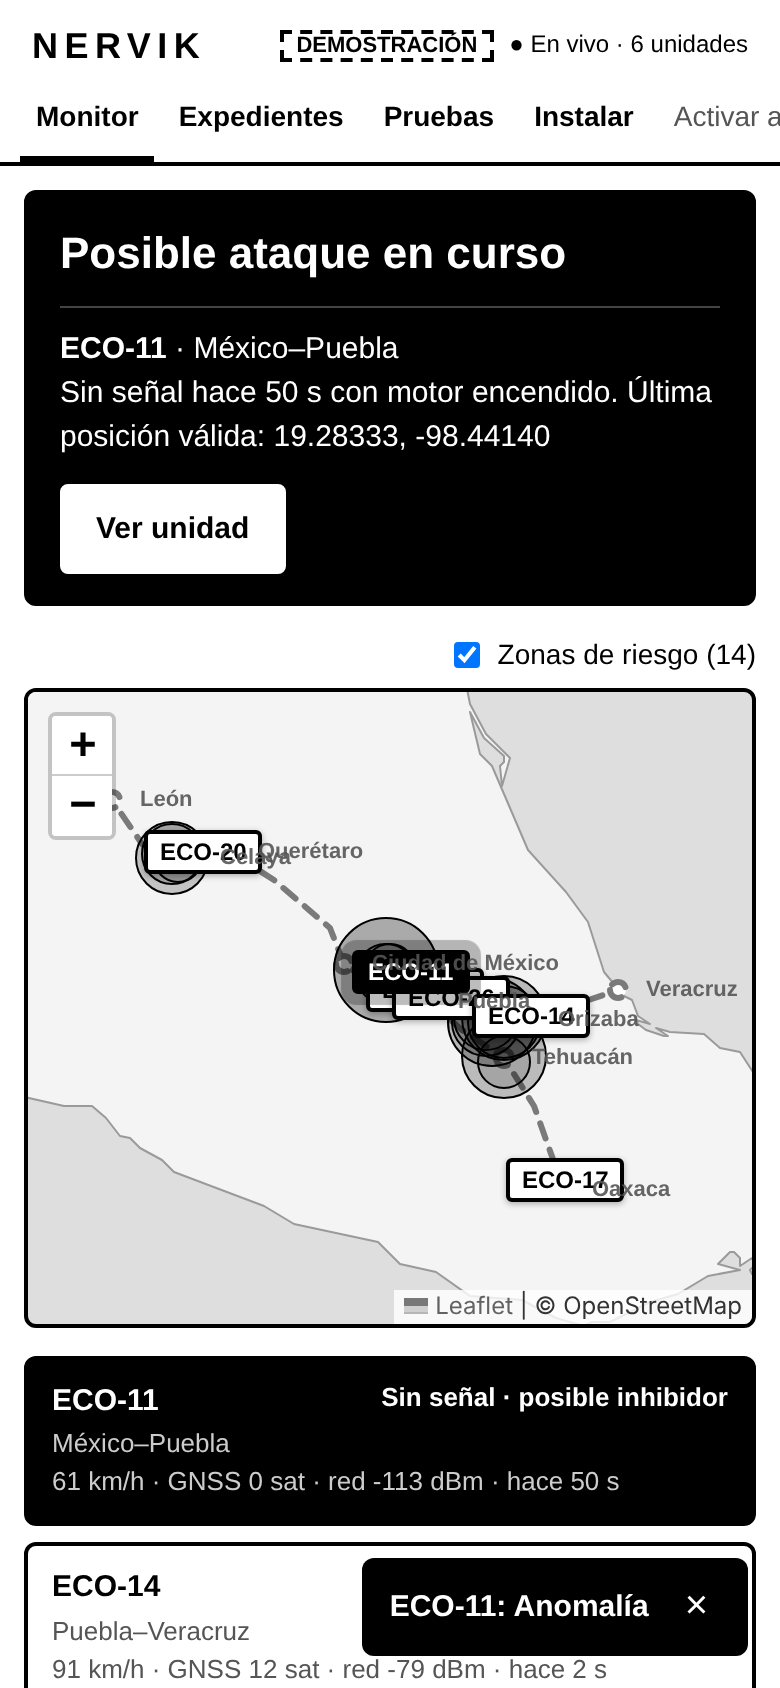 NERVIK
DEMOSTRACIÓN
● En vivo · 6 unidades
Monitor
Expedientes
Pruebas
Instalar
Activar a
Posible ataque en curso
ECO-11 · México–Puebla
Sin señal hace 50 s con motor encendido. Última
posición válida: 19.28333, -98.44140
Ver unidad
Zonas de riesgo (14)
+
−
León
ECO-20
Celaya
Querétaro
Ciudad de México
ECO-11
Puebla
ECO-14
Orizaba
Veracruz
Tehuacán
ECO-17
Oaxaca
Leaflet | © OpenStreetMap
ECO-11
Sin señal · posible inhibidor
México–Puebla
61 km/h · GNSS 0 sat · red -113 dBm · hace 50 s
ECO-14
ECO-11: Anomalía ✕
Puebla–Veracruz
91 km/h · GNSS 12 sat · red -79 dBm · hace 2 s